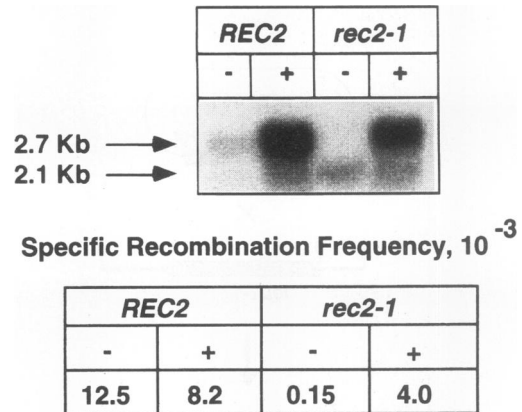 REC2 rec2-1
- + - +
2.7 Kb
2.1 Kb
Specific Recombination Frequency, 10 -3
REC2 rec2-1
- + - +
12.5 8.2 0.15 4.0